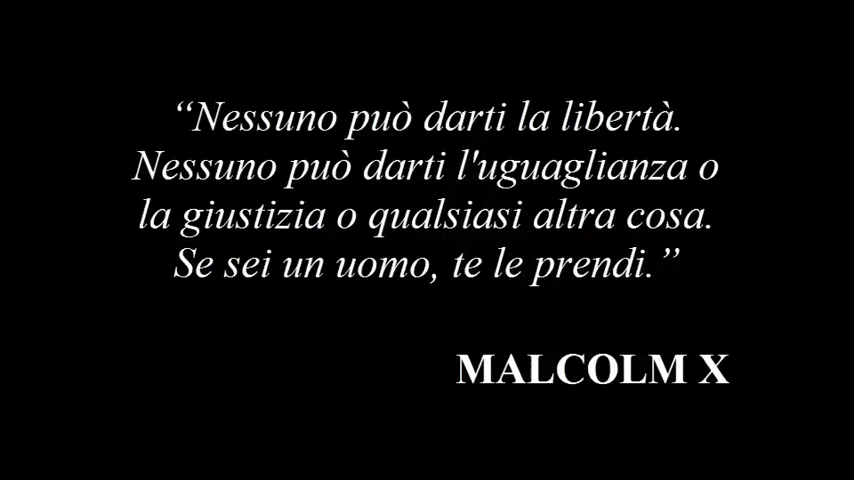 “Nessuno può darti la libertà.
Nessuno può darti l'uguaglianza o
la giustizia o qualsiasi altra cosa.
Se sei un uomo, te le prendi.”
MALCOLM X